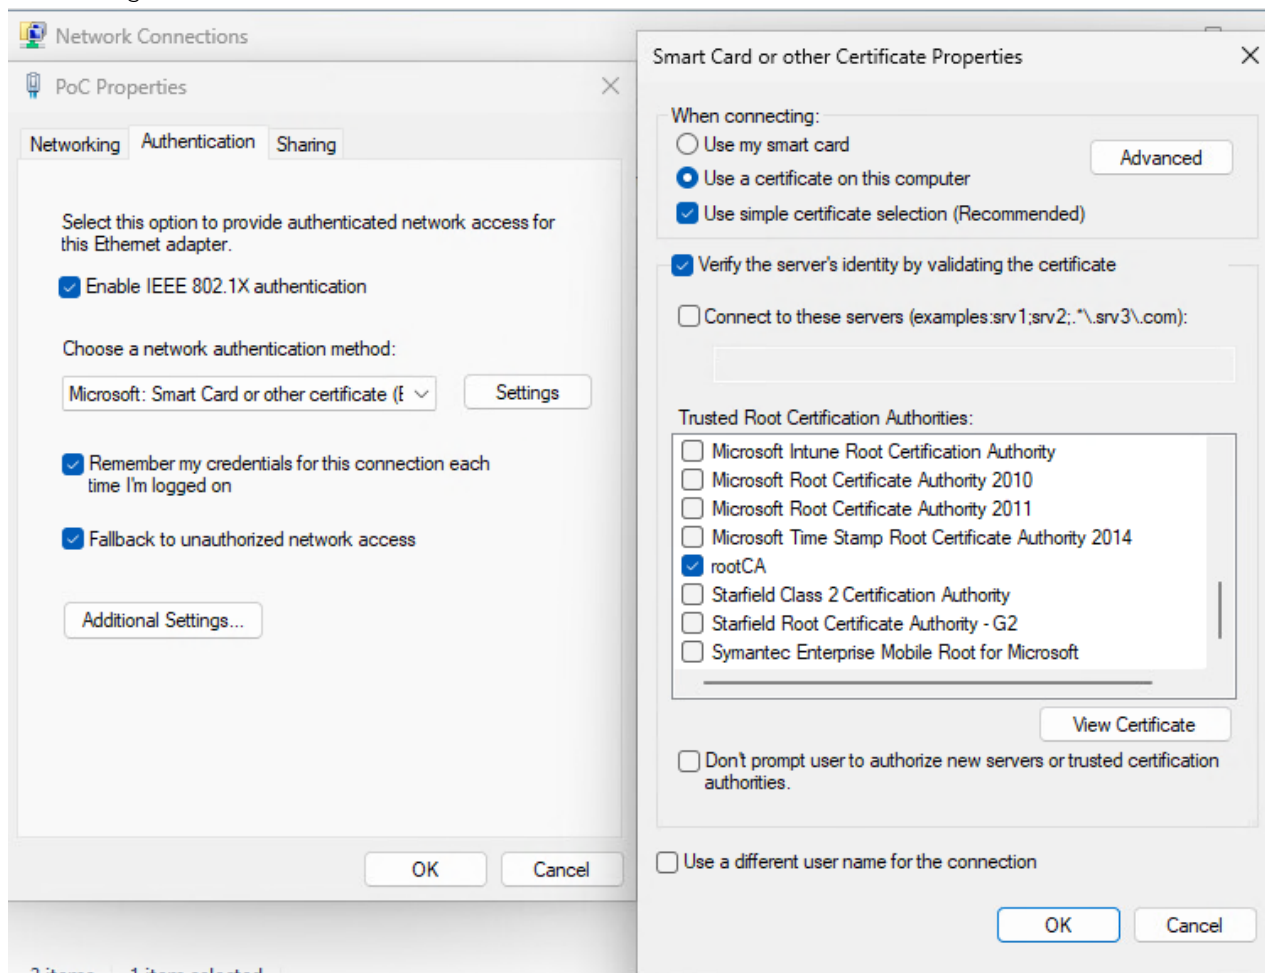 Network Connections
PoC Properties
Networking
Authentication
Sharing
Select this option to provide authenticated network access for
this Ethernet adapter.
Enable IEEE 802.1X authentication
Choose a network authentication method:
Microsoft: Smart Card or other certificate (E
Settings
Remember my credentials for this connection each
time I'm logged on
Fallback to unauthorized network access
Additional Settings...
OK
Cancel
Smart Card or other Certificate Properties
When connecting:
Use my smart card
Advanced
Use a certificate on this computer
Use simple certificate selection (Recommended)
Verify the server's identity by validating the certificate
Connect to these servers (examples:srv1;srv2;.*\.srv3\.com):
Trusted Root Certification Authorities:
Microsoft Intune Root Certification Authority
Microsoft Root Certificate Authority 2010
Microsoft Root Certificate Authority 2011
Microsoft Time Stamp Root Certificate Authority 2014
rootCA
Starfield Class 2 Certification Authority
Starfield Root Certificate Authority - G2
Symantec Enterprise Mobile Root for Microsoft
View Certificate
Don't prompt user to authorize new servers or trusted certification
authorities.
Use a different user name for the connection
OK
Cancel